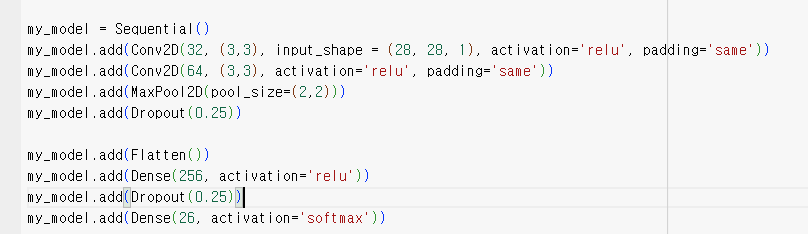 my_model = Sequential()
my_model.add(Conv2D(32, (3,3), input_shape = (28, 28, 1), activation='relu', padding='same'))
my_model.add(Conv2D(64, (3,3), activation='relu', padding='same'))
my_model.add(MaxPool2D(pool_size=(2,2)))
my_model.add(Dropout(0.25))
my_model.add(Flatten())
my_model.add(Dense(256, activation='relu'))
my_model.add(Dropout(0.25))
my_model.add(Dense(26, activation='softmax'))